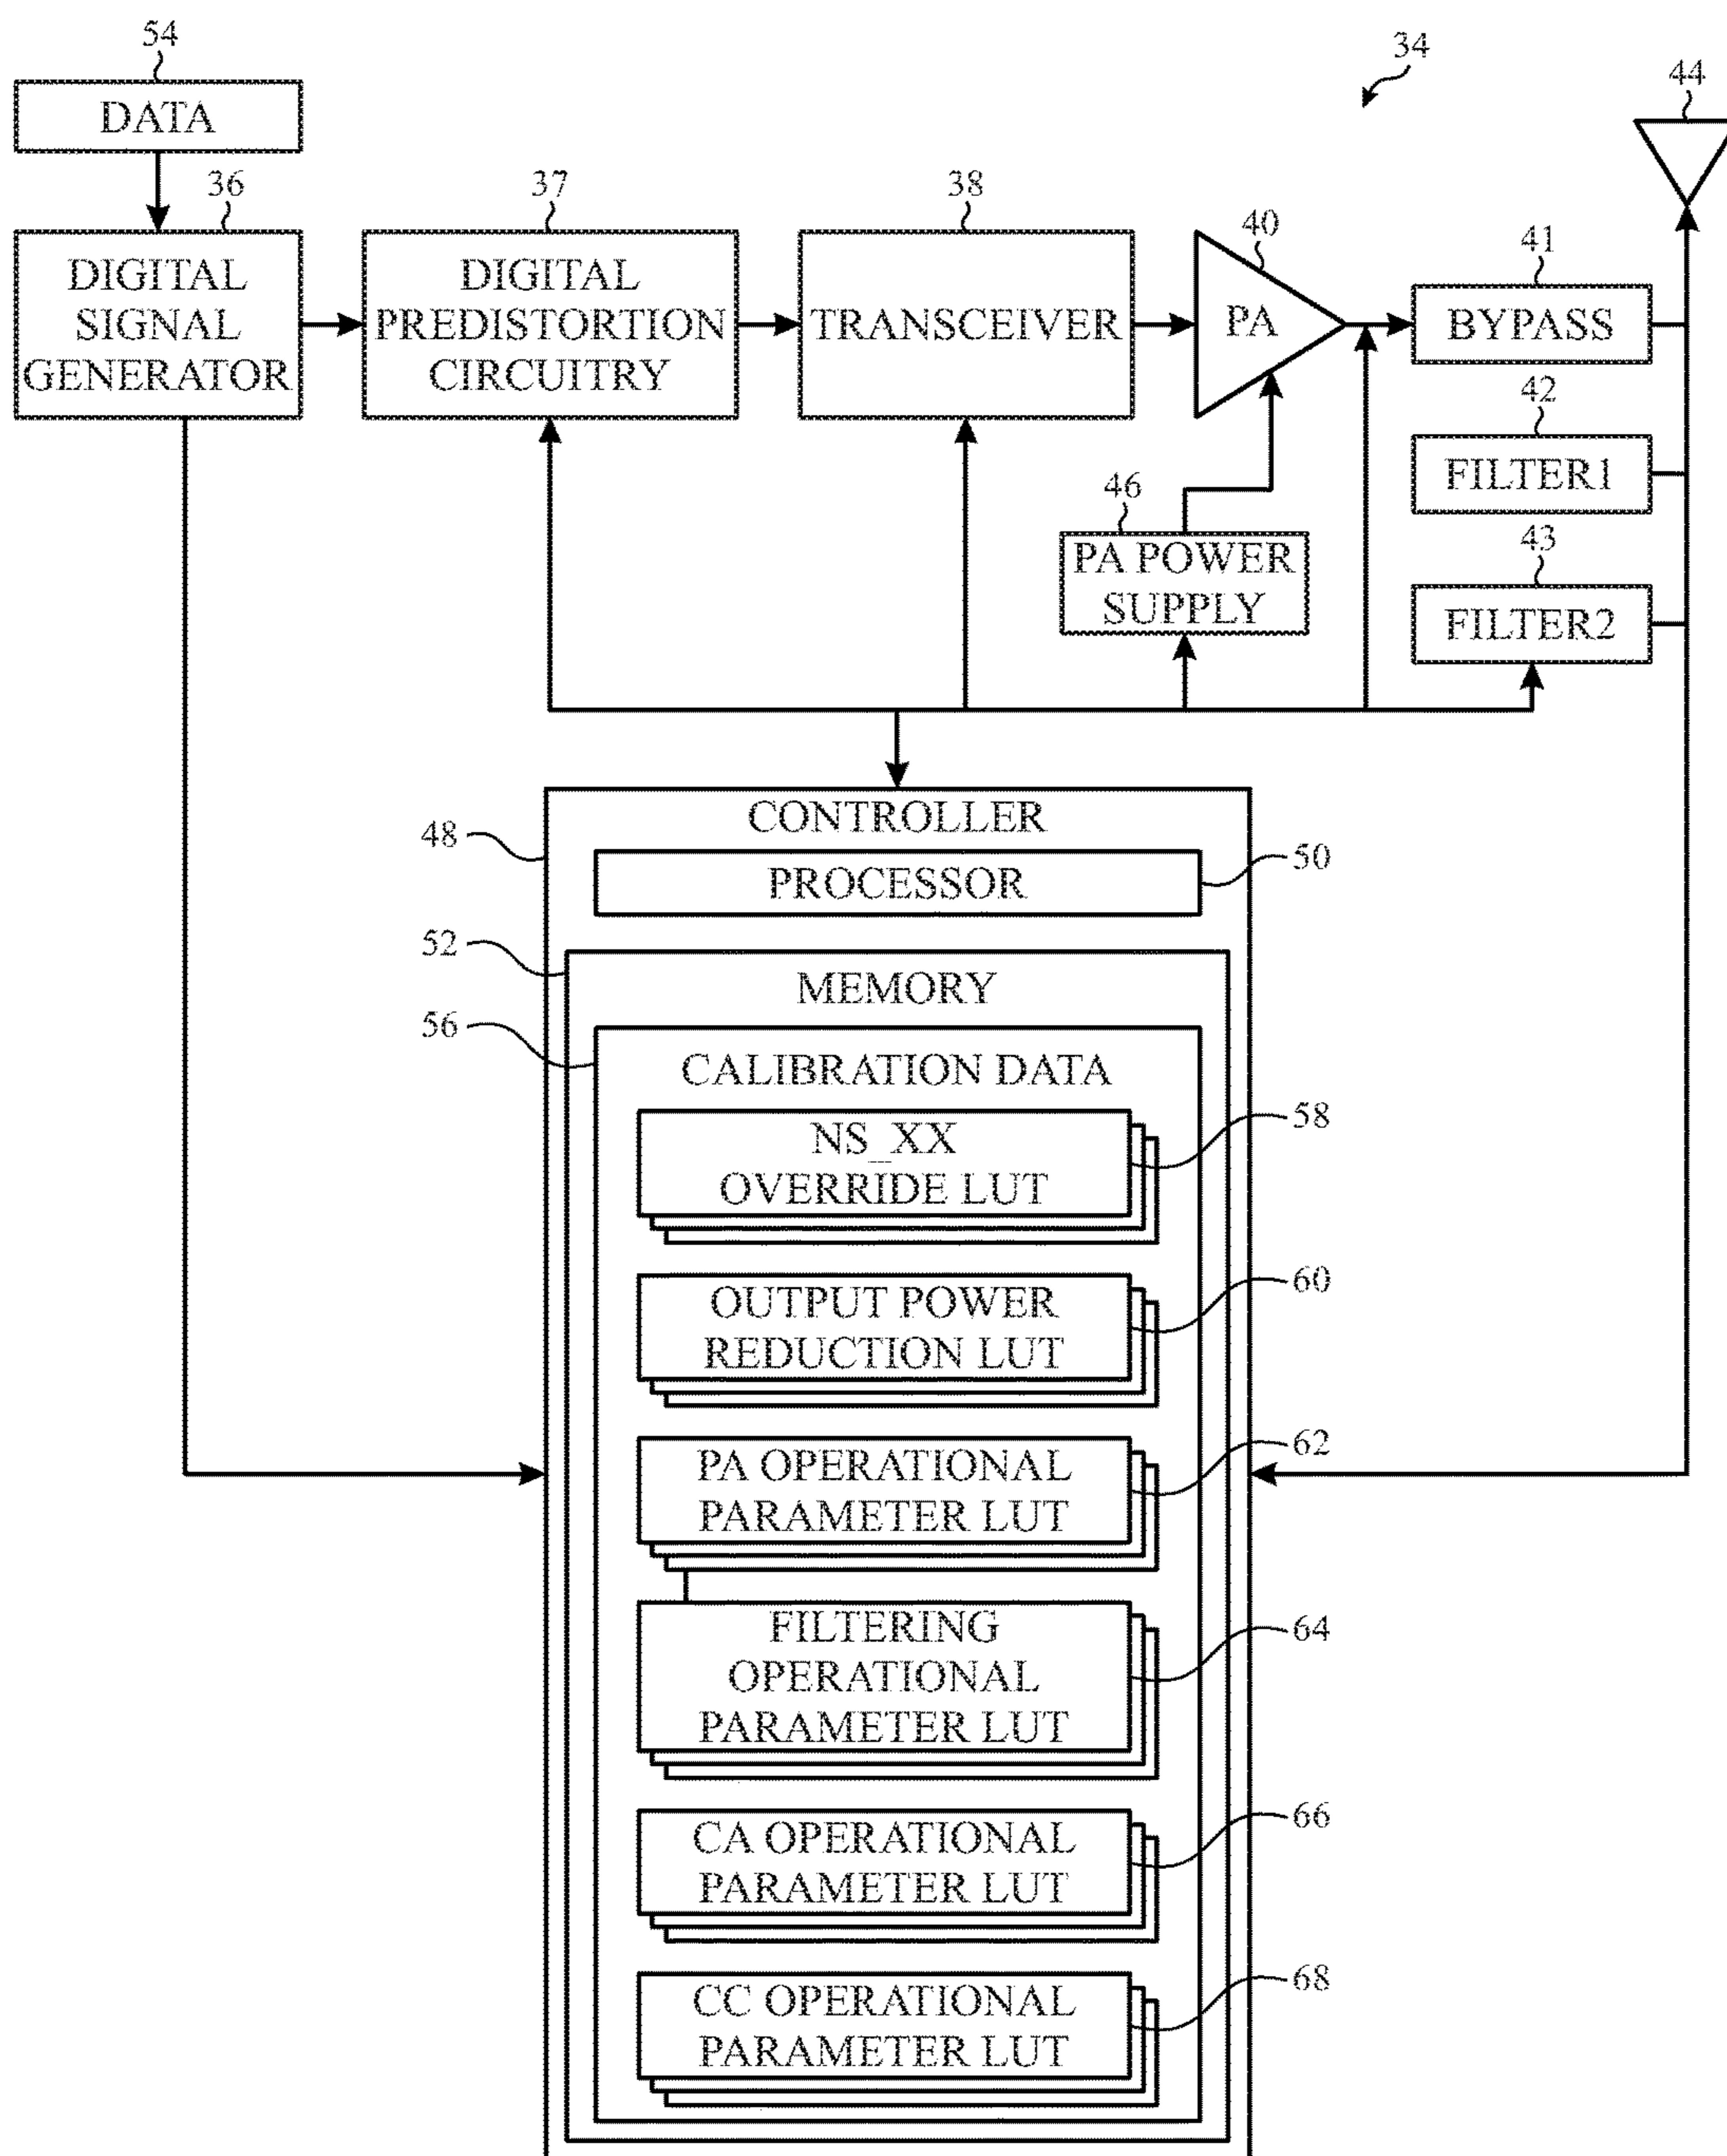 54
34
44
DATA
36
37
38
40
41
DIGITAL
SIGNAL
GENERATOR
DIGITAL
PREDISTORTION
CIRCUITRY
TRANSCEIVER
PA
BYPASS
42
FILTER1
46
43
PA POWER
SUPPLY
FILTER2
CONTROLLER
48
50
PROCESSOR
52
MEMORY
56
CALIBRATION DATA
58
NS_XX
OVERRIDE LUT
60
OUTPUT POWER
REDUCTION LUT
62
PA OPERATIONAL
PARAMETER LUT
64
FILTERING
OPERATIONAL
PARAMETER LUT
66
CA OPERATIONAL
PARAMETER LUT
68
CC OPERATIONAL
PARAMETER LUT